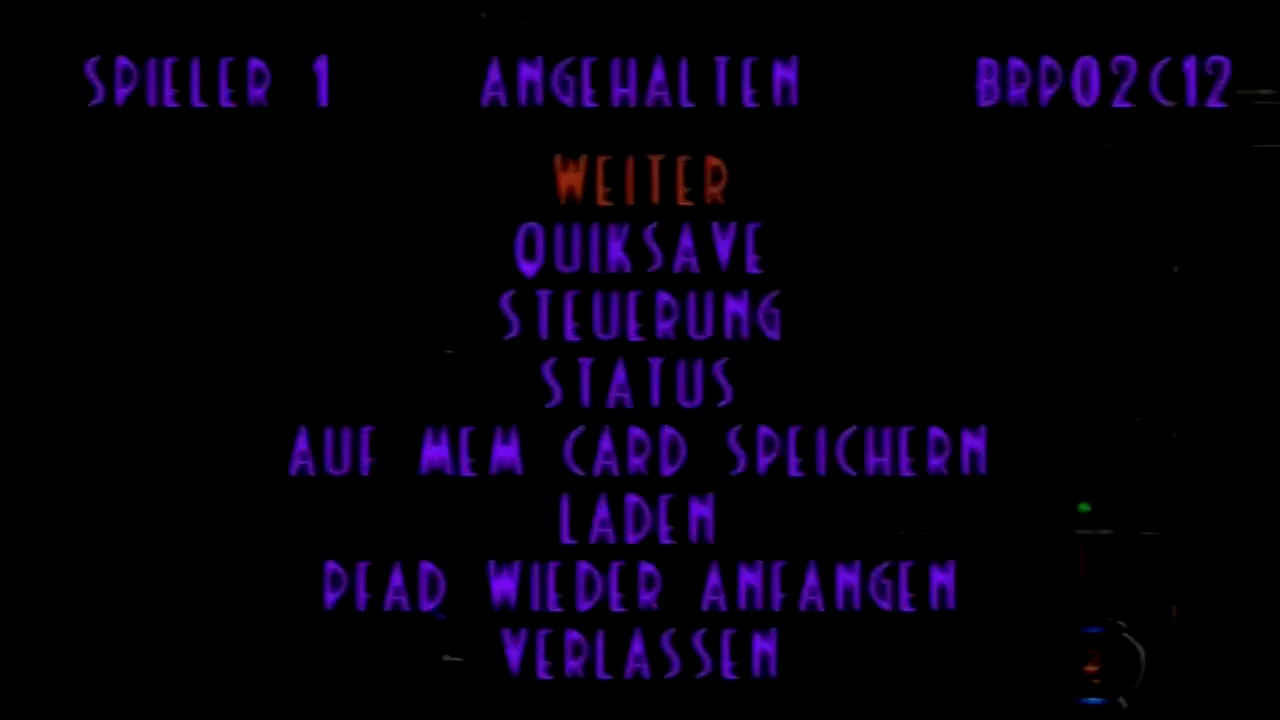 SPIELER 1 ANGEHALTEN BRP02C12
WEITER
QUIKSAVE
STEUERUNG
STATUS
AUF MEM CARD SPEICHERN
LADEN
PFAD WIEDER ANFANGEN
VERLASSEN